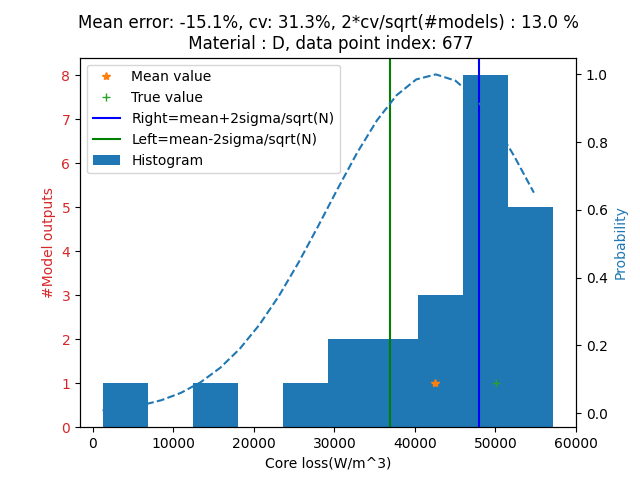 Mean error: -15.1%, cv: 31.3%, 2*cv/sqrt(#models) : 13.0 %
Material : D, data point index: 677
Mean value
True value
Right=mean+2sigma/sqrt(N)
Left=mean-2sigma/sqrt(N)
Histogram
#Model outputs
8
7
6
5
4
3
2
1
0
1.0
0.8
0.6
0.4
0.2
0.0
Probability
0
10000
20000
30000
40000
50000
60000
Core loss(W/m^3)